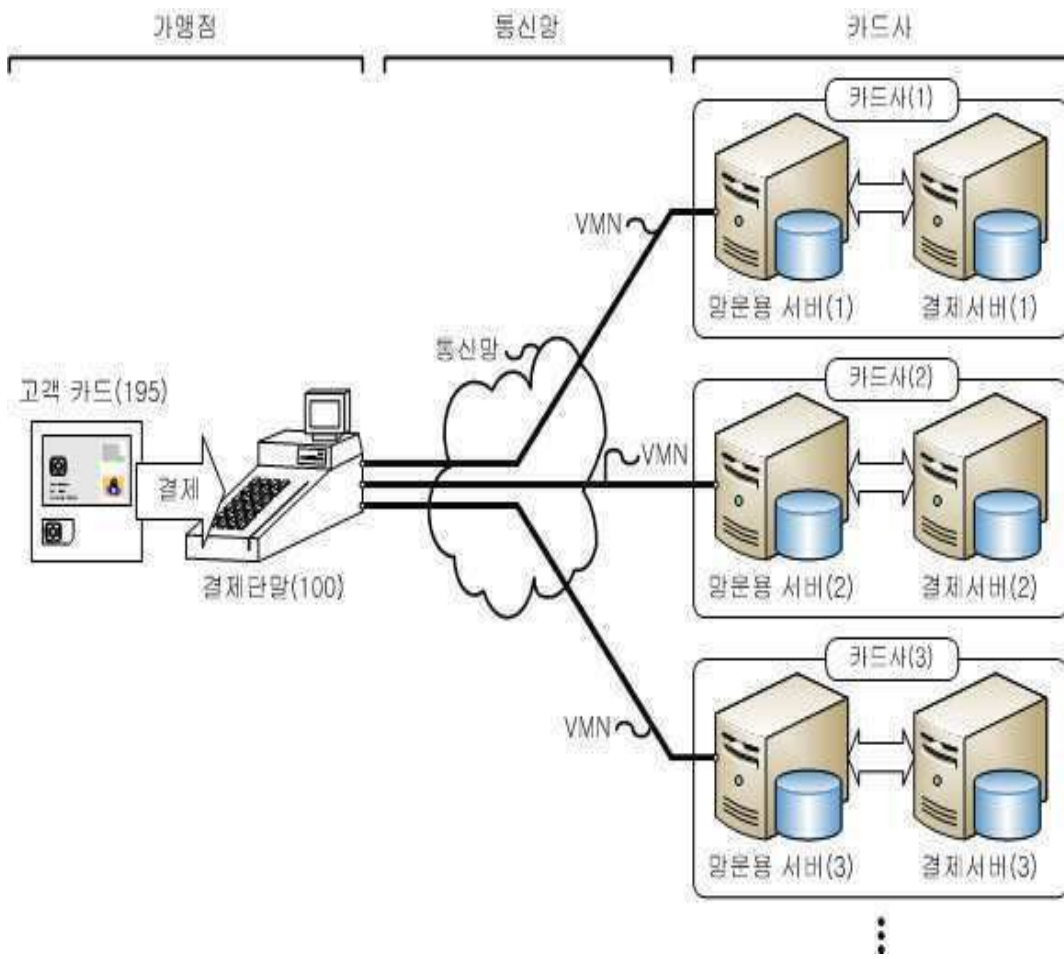 가맹점
통신망
카드사
카드사(1)
VMN
망운용 서버(1)
결제서버(1)
통신망
카드사(2)
고객 카드(195)
VMN
결제
망운용 서버(2)
결제서버(2)
결제단말(100)
카드사(3)
VMN
망운용 서버(3)
결제서버(3)